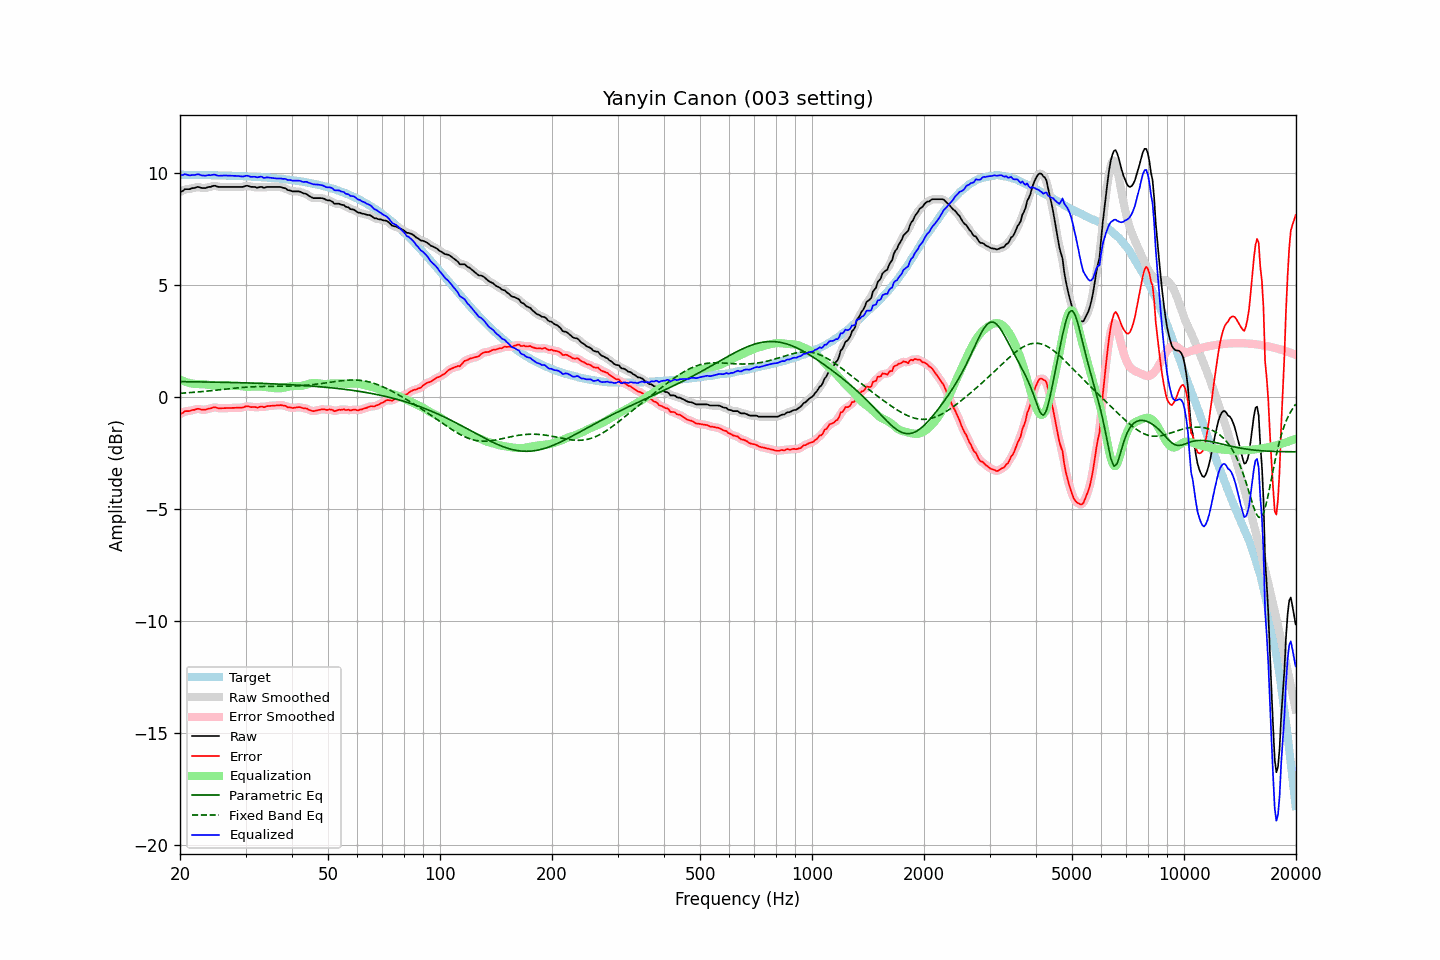 Yanyin Canon (003 setting)
Amplitude (dBr)
10
5
0
−5
−10
−15
−20
Target
Raw Smoothed
Error Smoothed
Raw
Error
Equalization
Parametric Eq
Fixed Band Eq
Equalized
20 50 100 200 500 1000 2000 5000 10000 20000
Frequency (Hz)